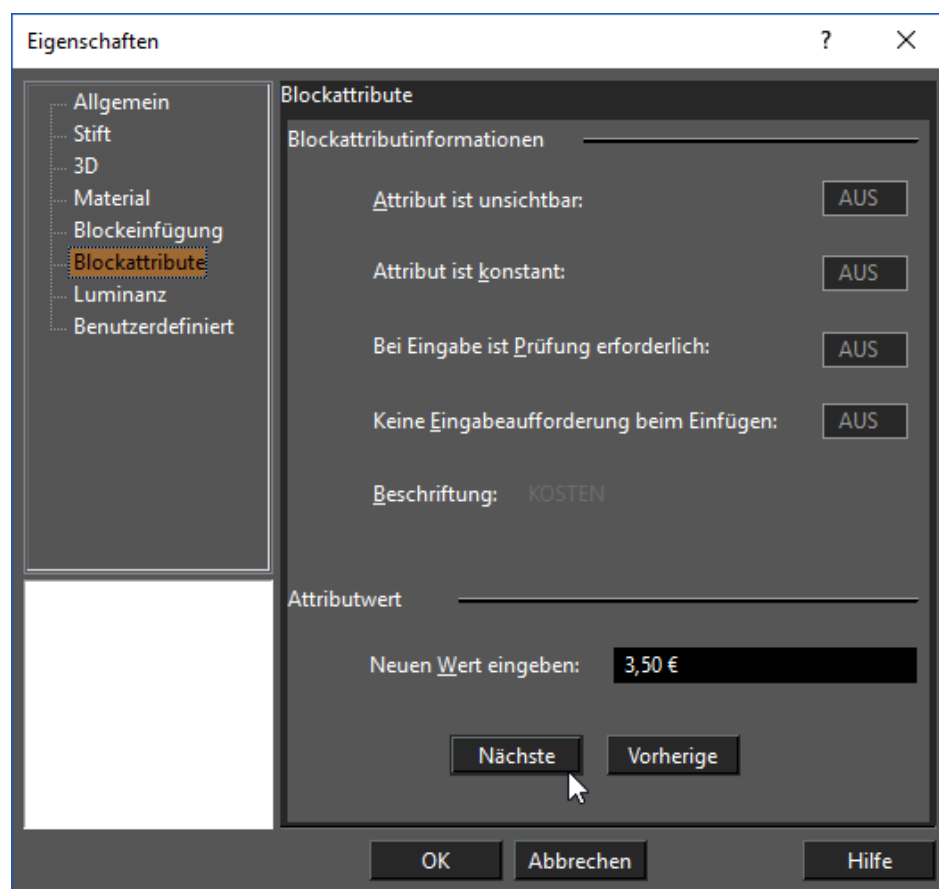 Eigenschaften ?
Allgemein
Stift
3D
Material
Blockeinfügung
Blockattribute
Luminanz
Benutzerdefiniert
Blockattribute
Blockattributinformationen
Attribut ist unsichtbar: AUS
Attribut ist konstant: AUS
Bei Eingabe ist Prüfung erforderlich: AUS
Keine Eingabeaufforderung beim Einfügen: AUS
Beschriftung: KOSTEN
Attributwert
Neuen Wert eingeben: 3,50 €
Nächste Vorherige
OK Abbrechen Hilfe